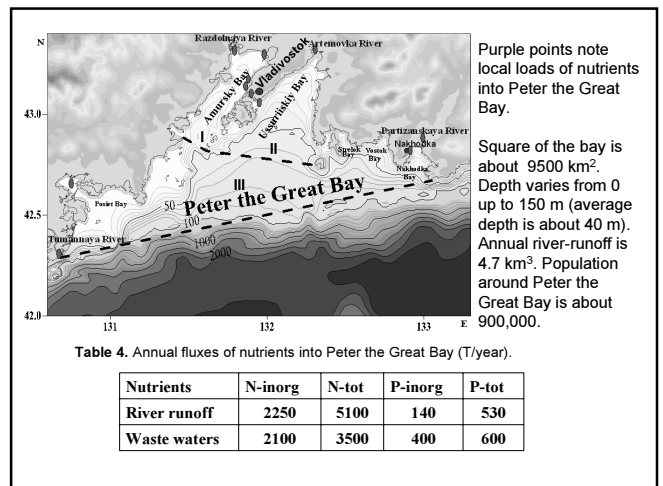 N
Razdolnaya River
Artemovka River
Vladivostok
Amursky Bay
Ussuriiskiy Bay
43.0
Partizanskaya River
Nakhodka
I
II
Strelok Bay
Vostok Bay
Nakhodka Bay
III
Peter the Great Bay
Posiet Bay
50
100
42.5
Tumannaya River
1000
2000
42.0
131
132
133
E
Purple points note
local loads of nutrients
into Peter the Great
Bay.
Square of the bay is
about 9500 km².
Depth varies from 0
up to 150 m (average
depth is about 40 m).
Annual river-runoff is
4.7 km³. Population
around Peter the
Great Bay is about
900,000.
Table 4. Annual fluxes of nutrients into Peter the Great Bay (T/year).
Nutrients N-inorg N-tot P-inorg P-tot
River runoff 2250 5100 140 530
Waste waters 2100 3500 400 600